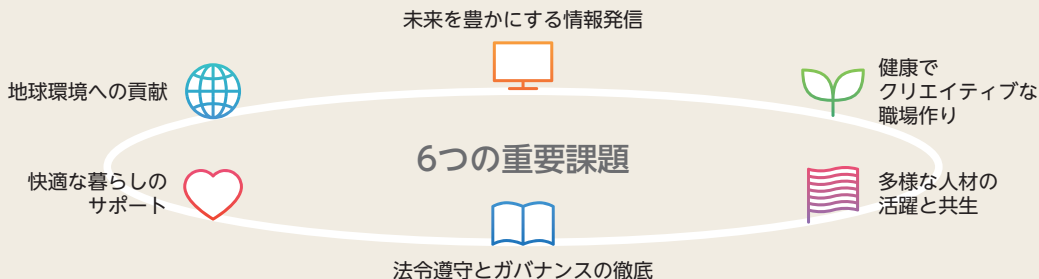 未来を豊かにする情報発信
地球環境への貢献
健康で
クリエイティブな
職場作り
6つの重要課題
快適な暮らしの
サポート
多様な人材の
活躍と共生
法令遵守とガバナンスの徹底